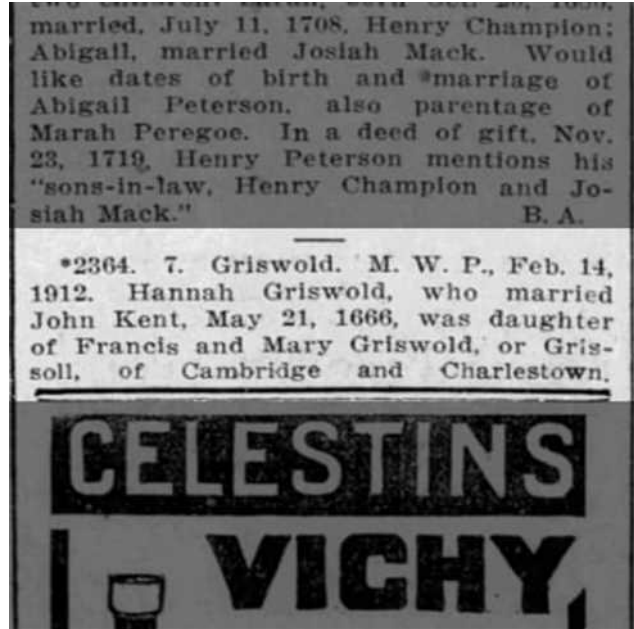 married, July 11, 1708, Henry Champion;
Abigail, married Josiah Mack. Would
like dates of birth and *marriage of
Abigail Peterson, also parentage of
Marah Peregoe. In a deed of gift, Nov.
23, 1719, Henry Peterson mentions his
"sons-in-law, Henry Champion and Jo-
siah Mack." B. A.
*2364. 7. Griswold. M. W. P., Feb. 14,
1912. Hannah Griswold, who married
John Kent, May 21, 1666, was daughter
of Francis and Mary Griswold, or Gris-
soll, of Cambridge and Charlestown.
CELESTINS
VICHY